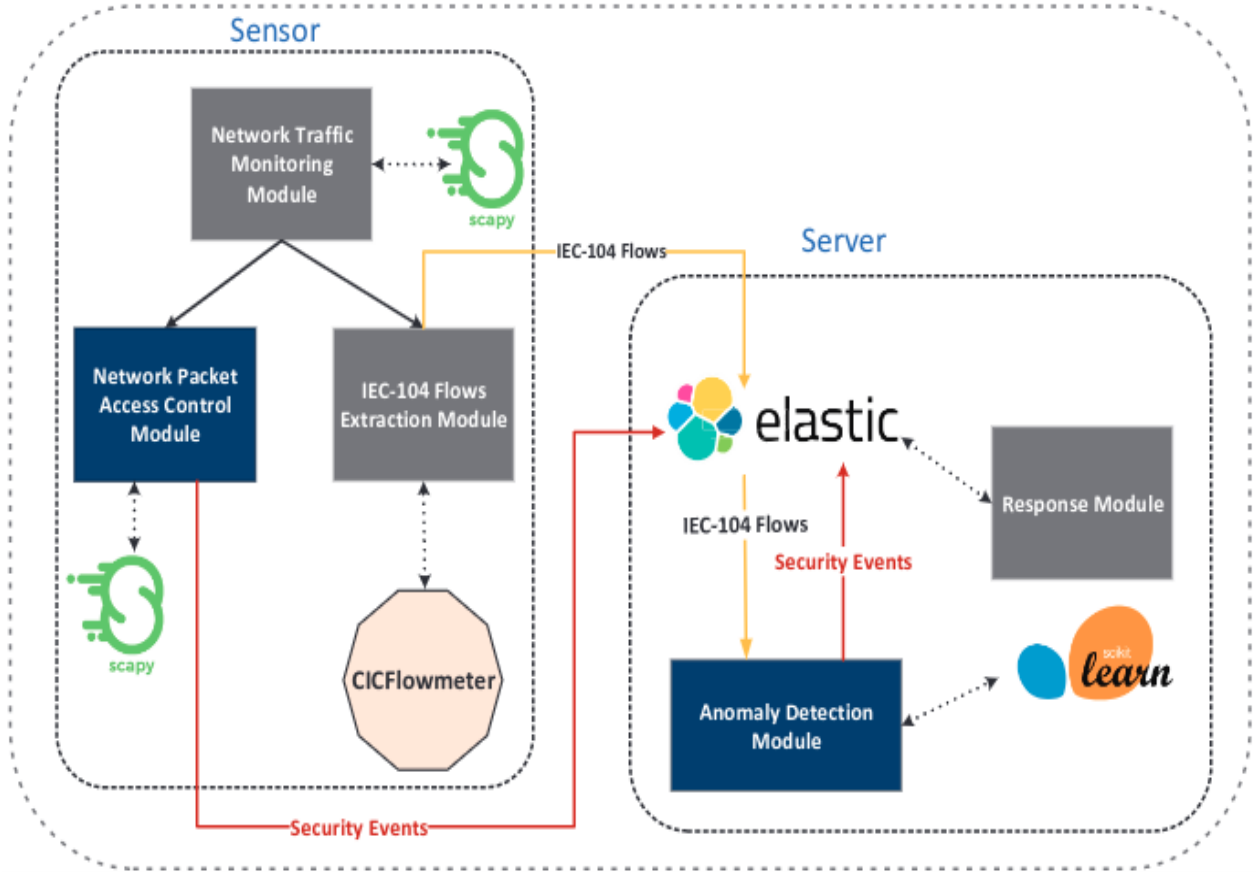 Sensor
Network Traffic
Monitoring
Module
scapy
IEC-104 Flows
Server
Network Packet
Access Control
Module
IEC-104 Flows
Extraction Module
elastic
Response Module
IEC-104 Flows
Security Events
scapy
CICFlowmeter
scikit
learn
Anomaly Detection
Module
Security Events